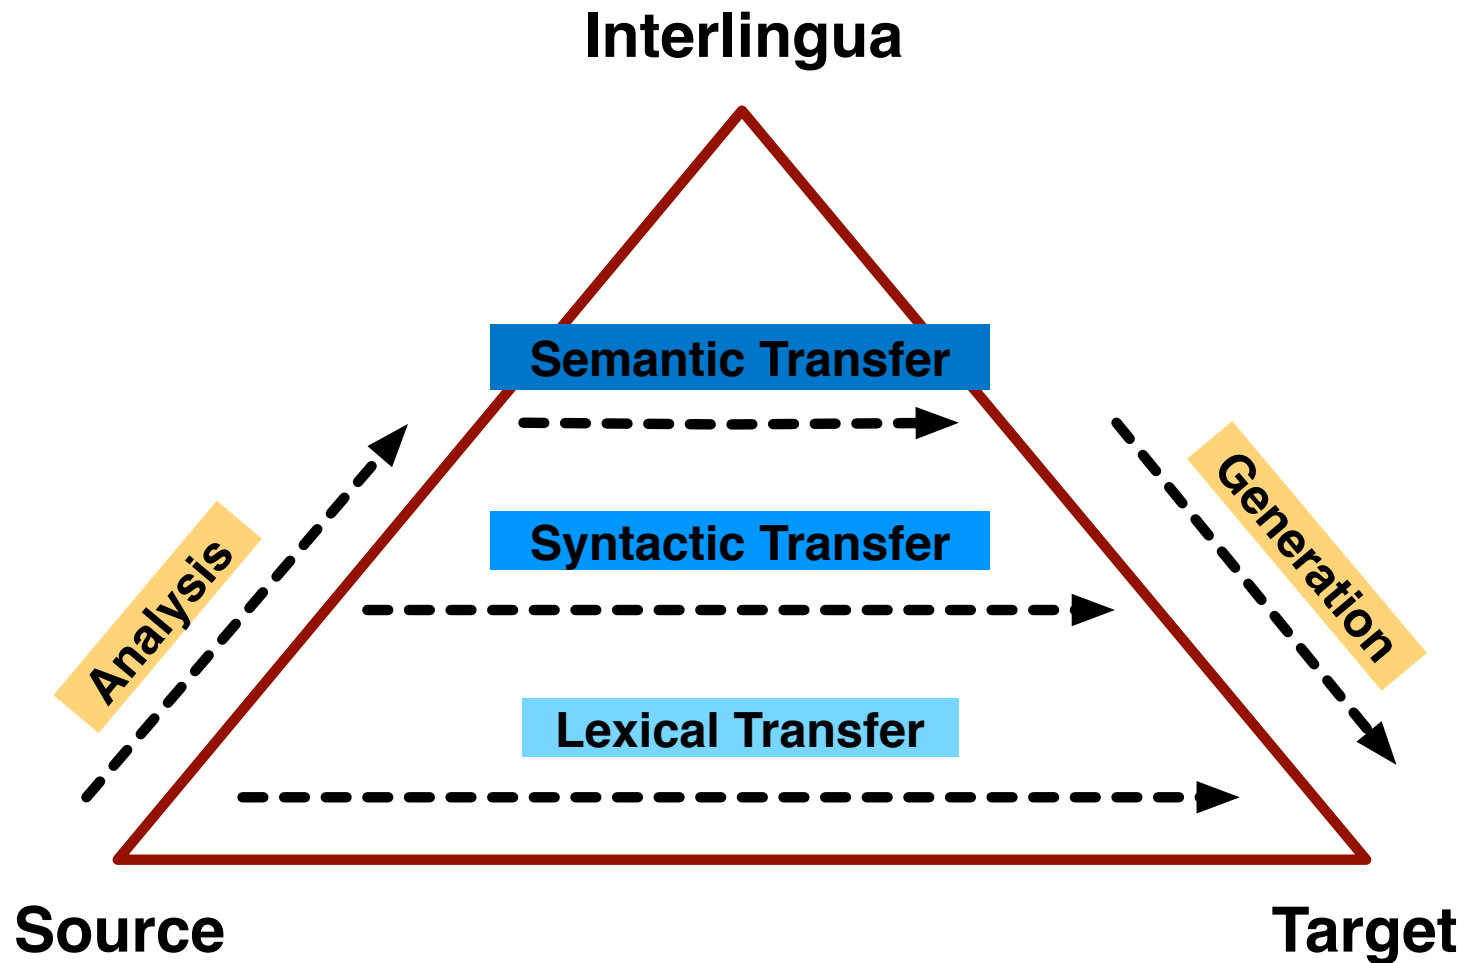 Interlingua
Semantic Transfer
Syntactic Transfer
Lexical Transfer
Analysis
Generation
Source
Target